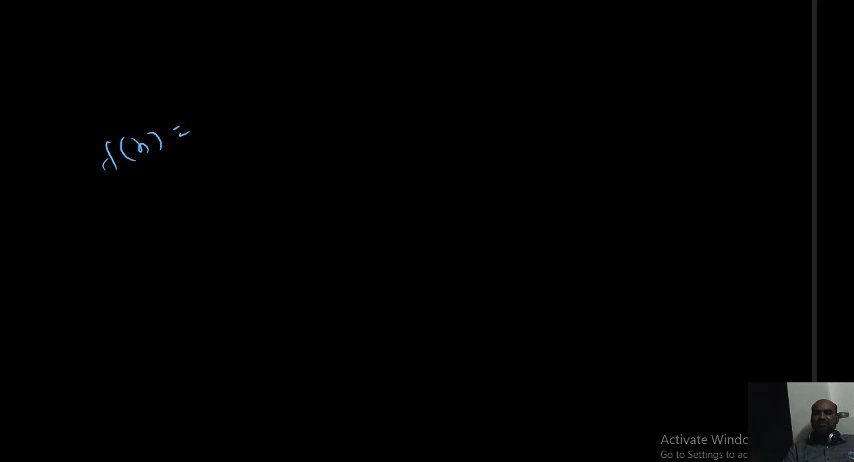 f(x) =
Activate Windo
Go to Settings to ac